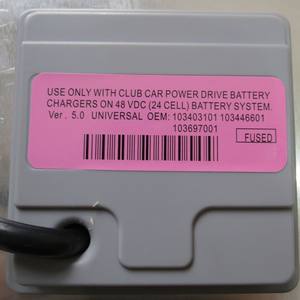 USE ONLY WITH CLUB CAR POWER DRIVE BATTERY
CHARGERS ON 48 VDC (24 CELL) BATTERY SYSTEM.
Ver. 5.0 UNIVERSAL OEM: 103403101 103446601
103697001
FUSED